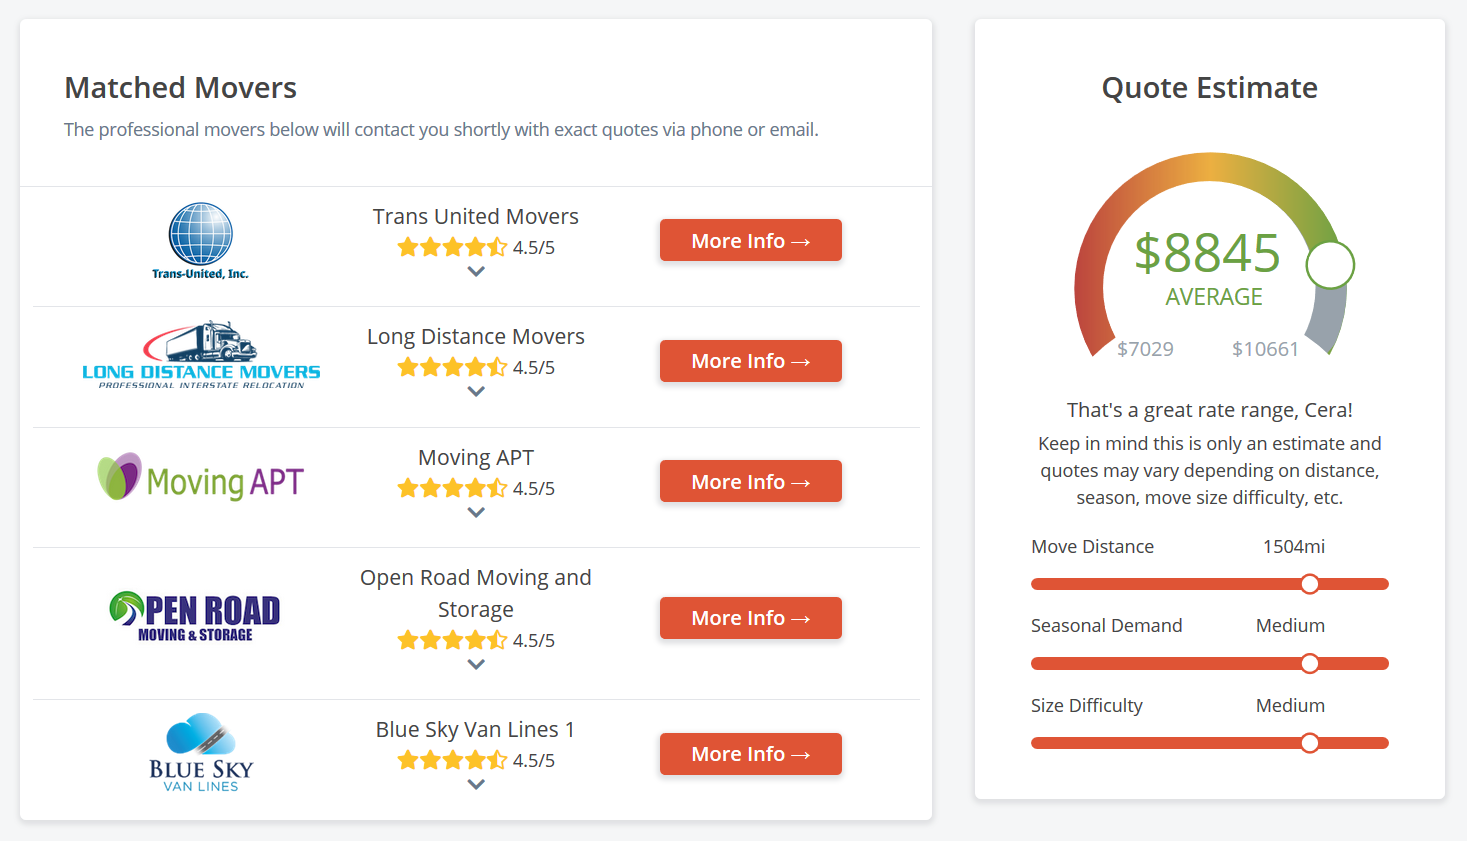 Matched Movers
The professional movers below will contact you shortly with exact quotes via phone or email.
Trans-United, Inc.
Trans United Movers
4.5/5
More Info →
LONG DISTANCE MOVERS
PROFESSIONAL INTERSTATE RELOCATION
Long Distance Movers
4.5/5
More Info →
Moving APT
Moving APT
4.5/5
More Info →
OPEN ROAD
MOVING & STORAGE
Open Road Moving and
Storage
4.5/5
More Info →
BLUE SKY
VAN LINES
Blue Sky Van Lines 1
4.5/5
More Info →
Quote Estimate
$8845
AVERAGE
$7029 $10661
That's a great rate range, Cera!
Keep in mind this is only an estimate and
quotes may vary depending on distance,
season, move size difficulty, etc.
Move Distance 1504mi
Seasonal Demand Medium
Size Difficulty Medium